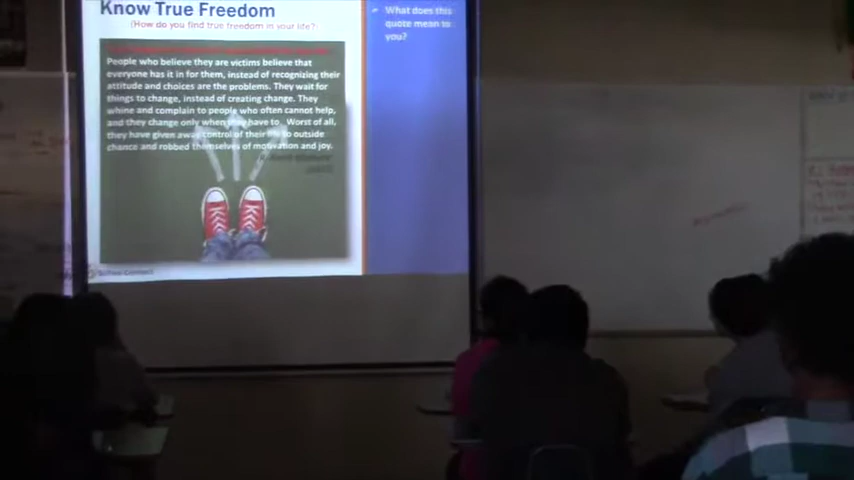 Know True Freedom
(How do you find true freedom in your life?)
People who believe they are victims believe that
everyone has it in for them, instead of recognizing their
attitude and choices are the problems. They wait for
things to change, instead of creating change. They
whine and complain to people who often cannot help,
and they change only when they have to. Worst of all,
they have given away control of their life to outside
chance and robbed themselves of motivation and joy.
School Connect
What does this
quote mean to
you?